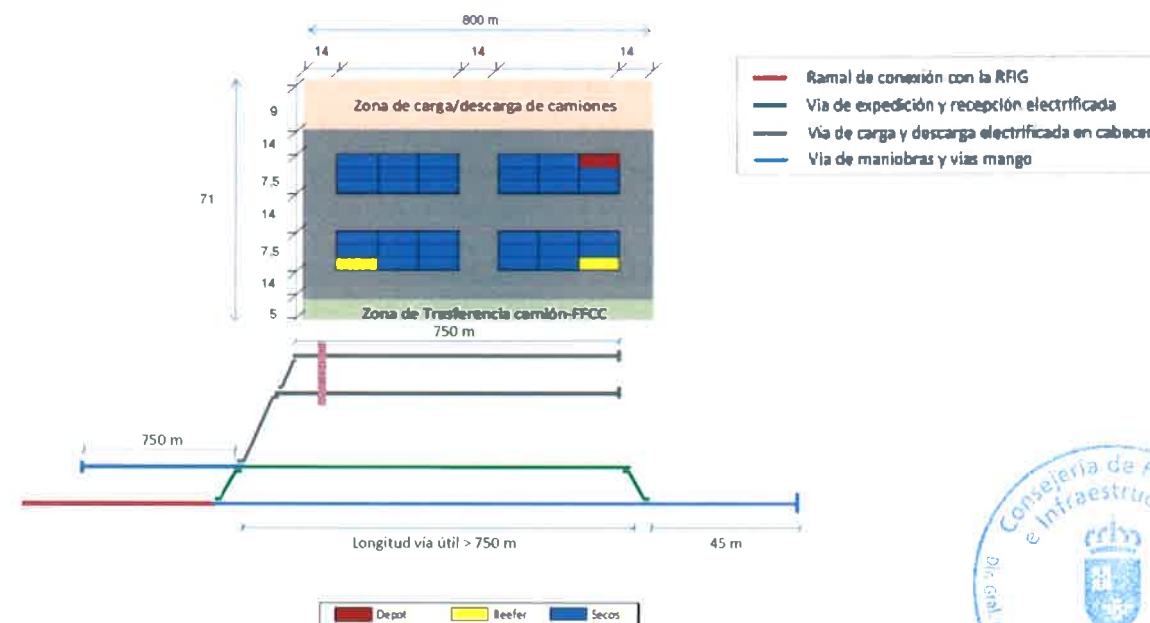 800 m
14 14 14
Ramal de conexión con la RFIG
Vía de expedición y recepción electrificada
Vía de carga y descarga electrificada en cabecer
Vía de maniobras y vías mango
Zona de carga/descarga de camiones
9
14
7,5
71
14
7,5
14
5
Zona de Trasferencia camión-FFCC
750 m
750 m
Longitud vía útil > 750 m
45 m
Consejería de
e Infraestruc
Depot Reefer Secos